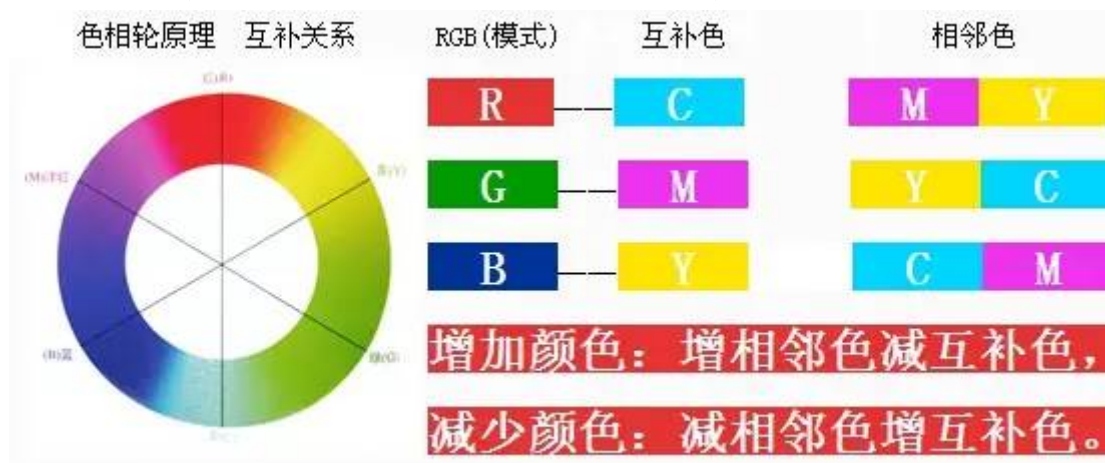 色相轮原理 互补关系 RGB(模式) 互补色 相邻色
R —— C M Y
G —— M Y C
B —— Y C M
增加颜色：增相邻色减互补色，
减少颜色：减相邻色增互补色。
(B)蓝